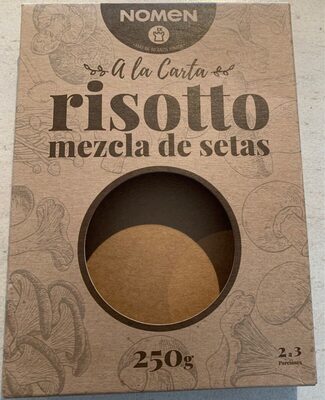 NOMEN
A la Carta
risotto
mezcla de setas
250g
2 a 3
Porciones